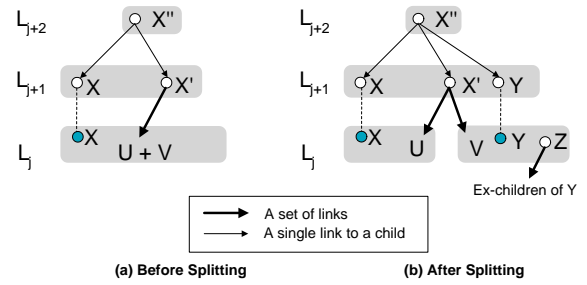 L_{j+2} X" L_{j+2} X"
L_{j+1} X X' L_{j+1} X X' Y
L_j X U + V L_j X U V Y Z
Ex-children of Y
A set of links
A single link to a child
(a) Before Splitting (b) After Splitting